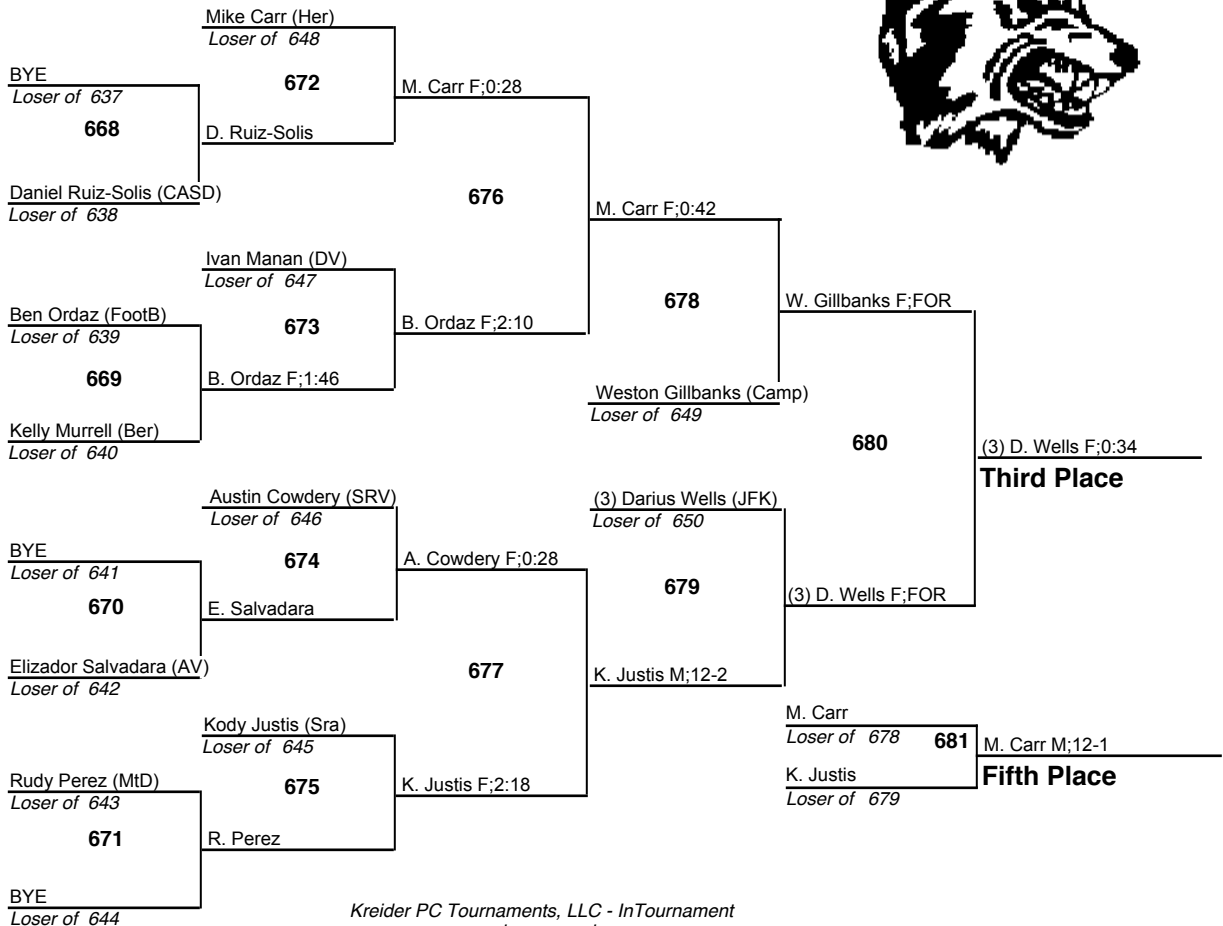 Mike Carr (Her)
Loser of 648
672
BYE
Loser of 637
668
M. Carr F;0:28
D. Ruiz-Solis
Daniel Ruiz-Solis (CASD)
Loser of 638
676
M. Carr F;0:42
Ivan Manan (DV)
Loser of 647
678
W. Gillbanks F;FOR
Ben Ordaz (FootB)
Loser of 639
673
B. Ordaz F;2:10
669
B. Ordaz F;1:46
Weston Gillbanks (Camp)
Loser of 649
Kelly Murrell (Ber)
Loser of 640
680
(3) D. Wells F;0:34
Third Place
Austin Cowdery (SRV)
Loser of 646
(3) Darius Wells (JFK)
Loser of 650
BYE
Loser of 641
674
A. Cowdery F;0:28
679
670
E. Salvadara
(3) D. Wells F;FOR
Elizador Salvadara (AV)
Loser of 642
677
K. Justis M;12-2
Kody Justis (Sra)
Loser of 645
M. Carr
Loser of 678
681
M. Carr M;12-1
Fifth Place
K. Justis
Loser of 679
Rudy Perez (MtD)
Loser of 643
675
K. Justis F;2:18
671
R. Perez
BYE
Loser of 644
Kreider PC Tournaments, LLC - InTournament